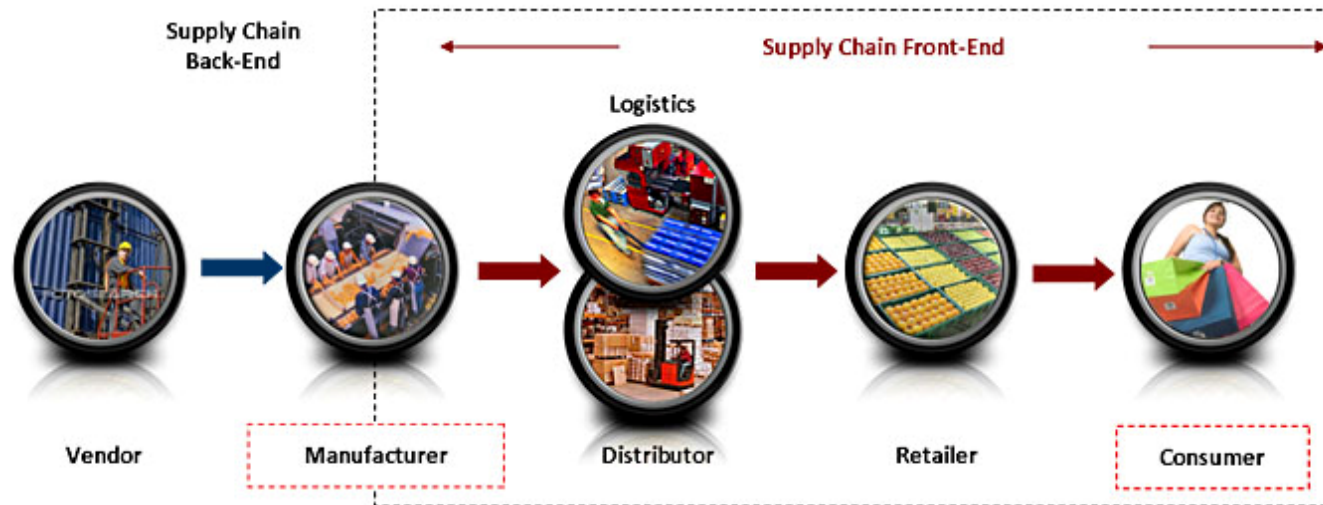 Supply Chain
Back-End
Supply Chain Front-End
Logistics
Vendor
Manufacturer
Distributor
Retailer
Consumer